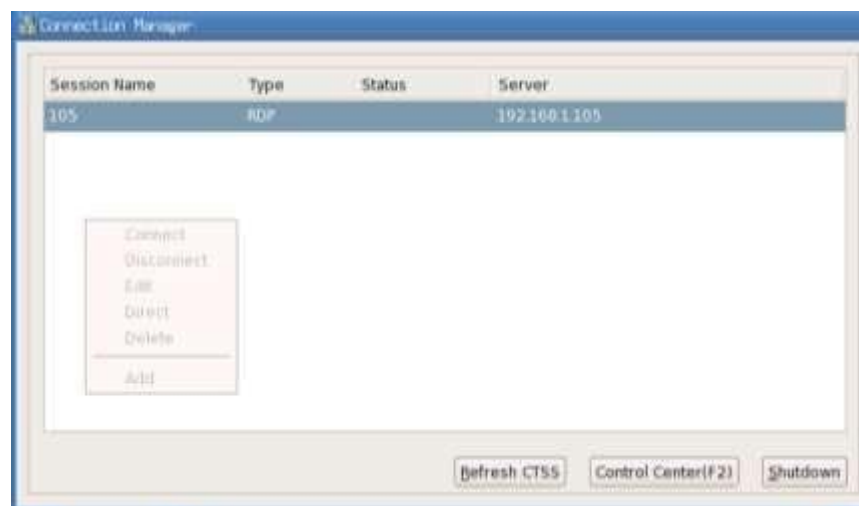 Connection Manager
Session Name Type Status Server
105 RDP 192.168.1.105
Connect
Disconnect
Edit
Direct
Delete
Add
Refresh CTSS Control Center(F2) Shutdown